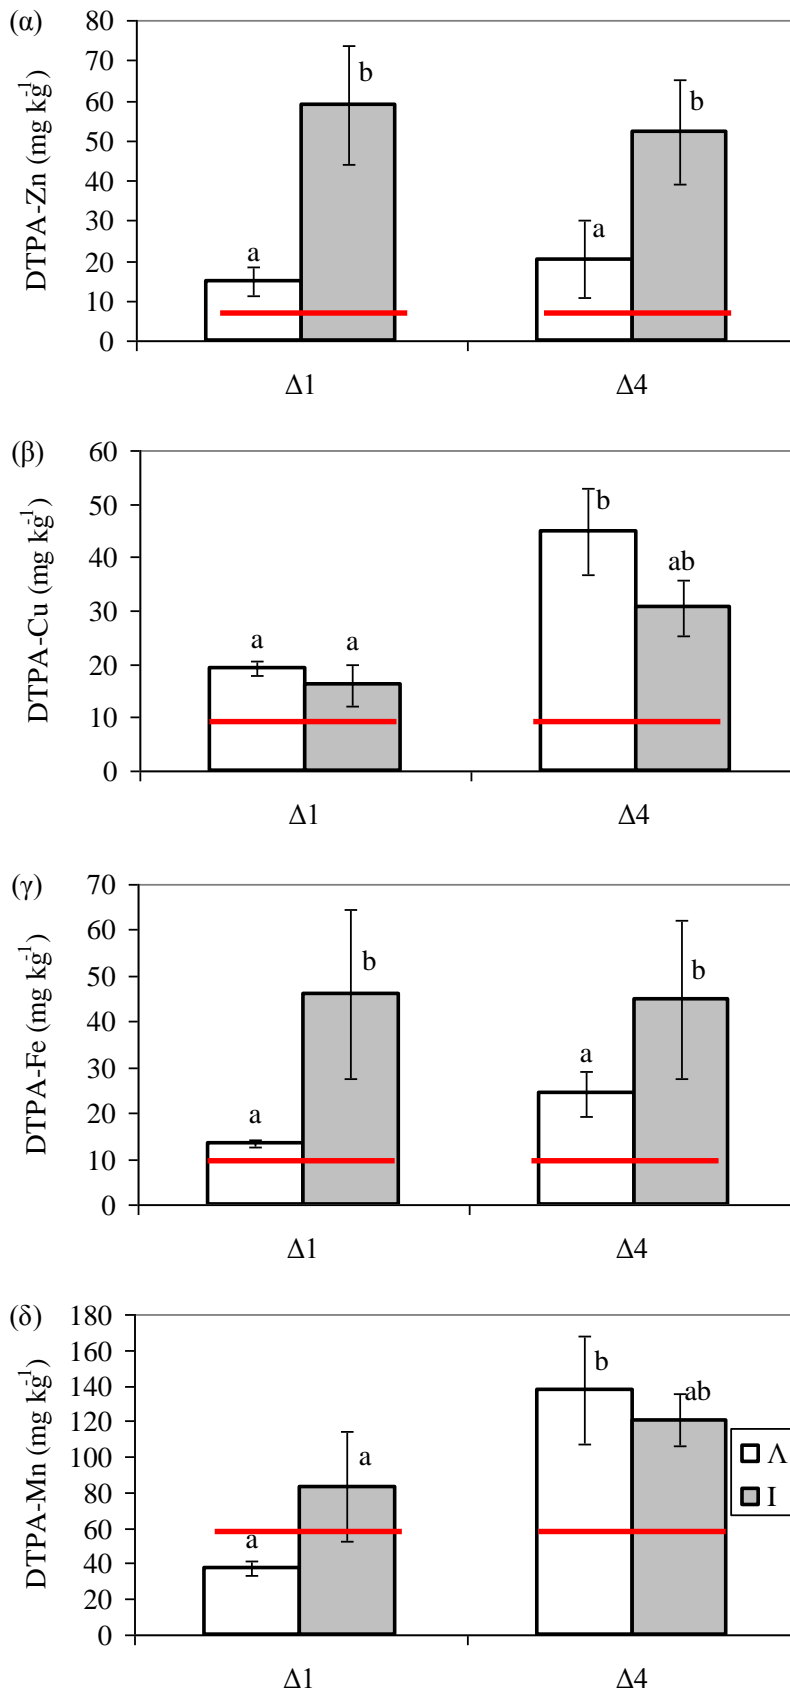 (α)
DTPA-Zn (mg kg-1)
80
70
60
50
40
30
20
10
0
a
b
a
b
Δ1 Δ4
(β)
DTPA-Cu (mg kg-1)
60
50
40
30
20
10
0
a
a
b
ab
Δ1 Δ4
(γ)
DTPA-Fe (mg kg-1)
70
60
50
40
30
20
10
0
a
b
a
b
Δ1 Δ4
(δ)
DTPA-Mn (mg kg-1)
180
160
140
120
100
80
60
40
20
0
a
a
b
ab
Λ
Ι
Δ1 Δ4